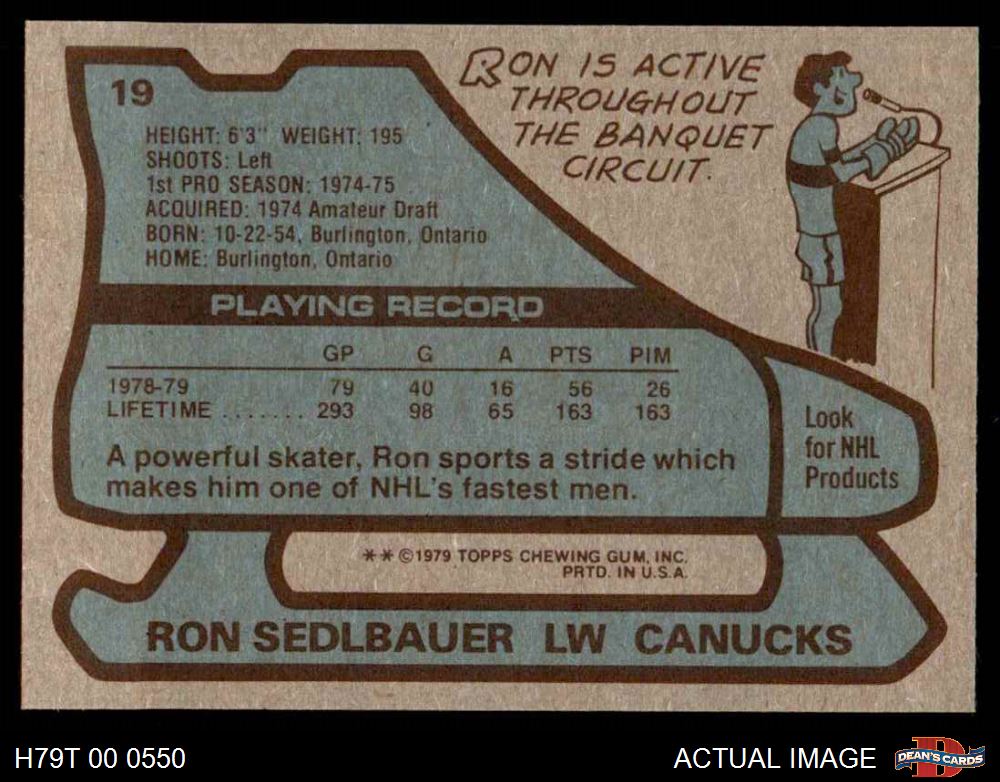 19
RON IS ACTIVE
THROUGHOUT
THE BANQUET
CIRCUIT.
HEIGHT: 6'3" WEIGHT: 195
SHOOTS: Left
1st PRO SEASON: 1974-75
ACQUIRED: 1974 Amateur Draft
BORN: 10-22-54, Burlington, Ontario
HOME: Burlington, Ontario
PLAYING RECORD
GP G A PTS PIM
1978-79 79 40 16 56 26
LIFETIME ....... 293 98 65 163 163
A powerful skater, Ron sports a stride which
makes him one of NHL's fastest men.
Look
for NHL
Products
**©1979 TOPPS CHEWING GUM, INC.
PRTD. IN U.S.A.
RON SEDLBAUER LW CANUCKS
H79T 00 0550
ACTUAL IMAGE
D
DEAN'S CARDS